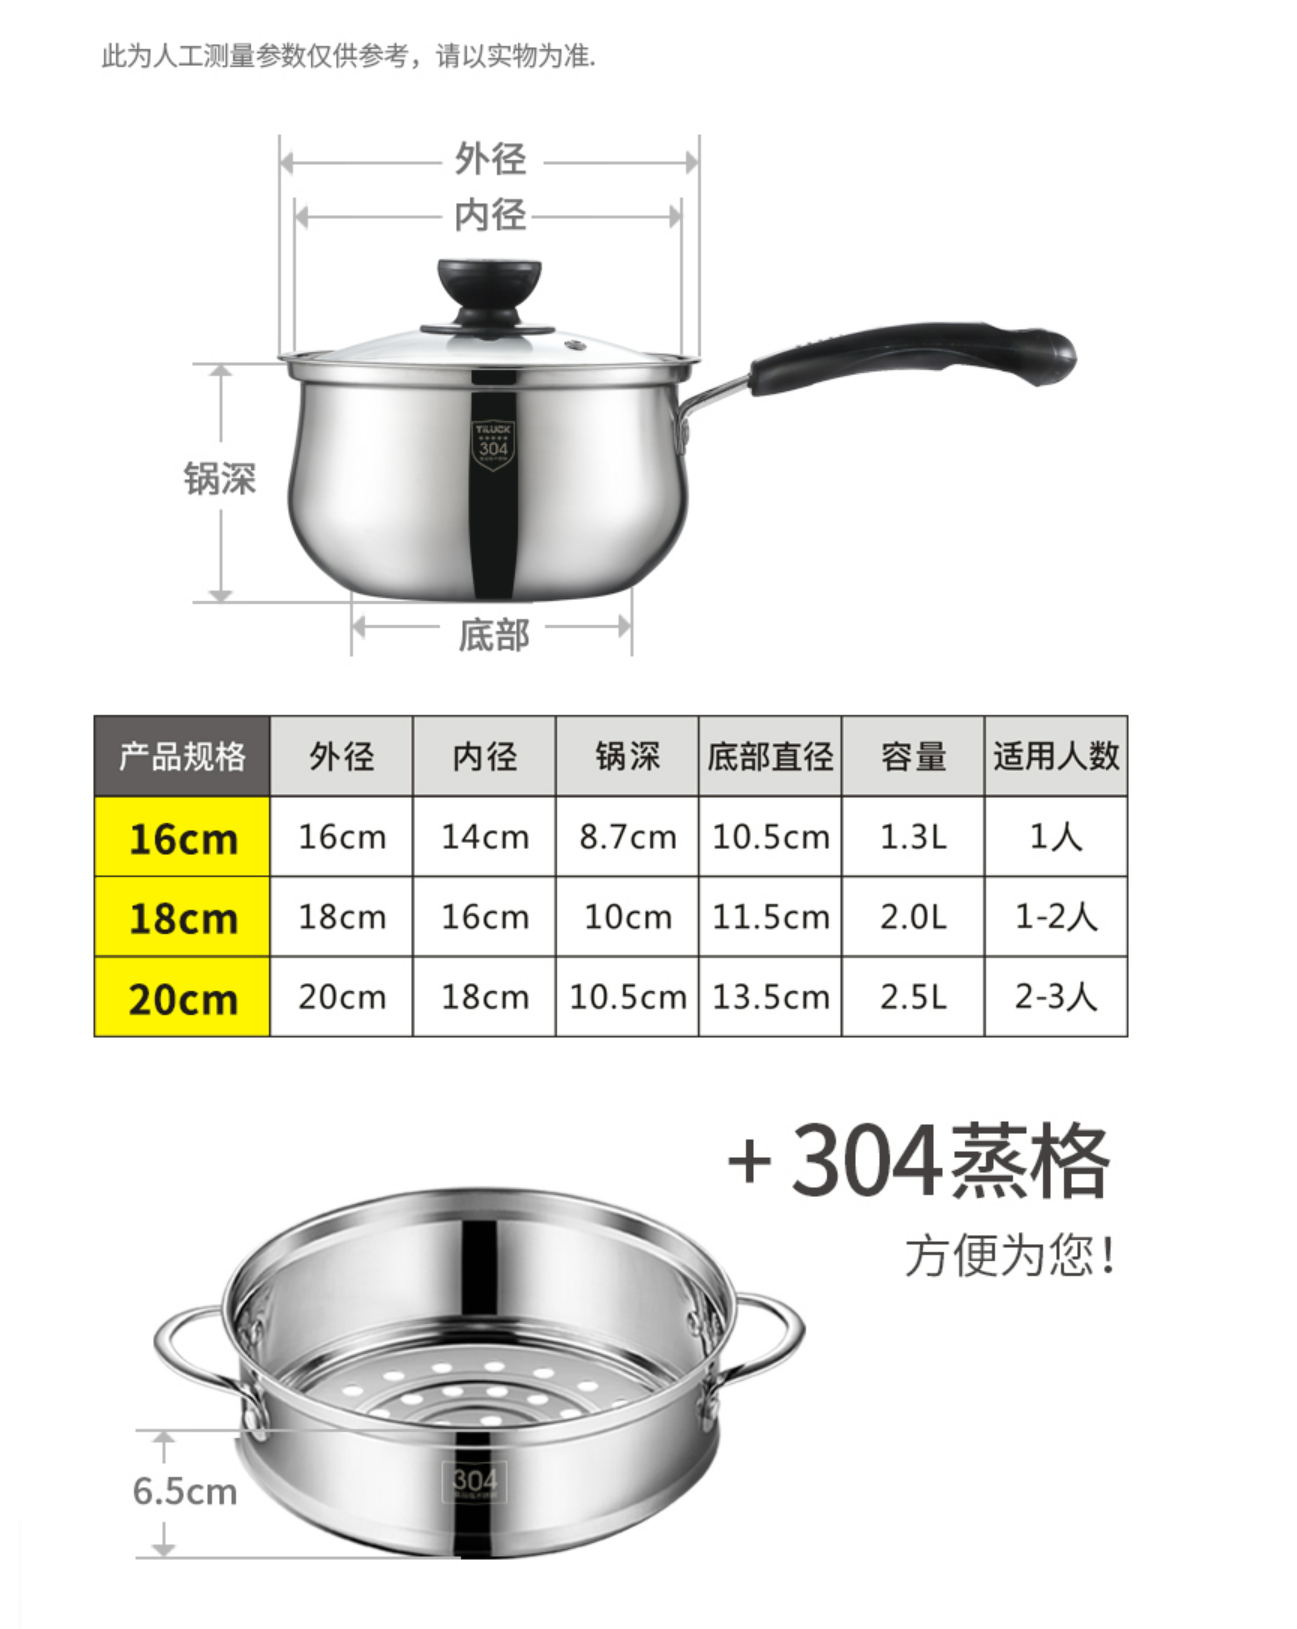 此为人工测量参数仅供参考，请以实物为准.
外径
内径
TILUCK
304
锅深
底部
产品规格 外径 内径 锅深 底部直径 容量 适用人数
16cm 16cm 14cm 8.7cm 10.5cm 1.3L 1人
18cm 18cm 16cm 10cm 11.5cm 2.0L 1-2人
20cm 20cm 18cm 10.5cm 13.5cm 2.5L 2-3人
+ 304蒸格
方便为您！
304
6.5cm